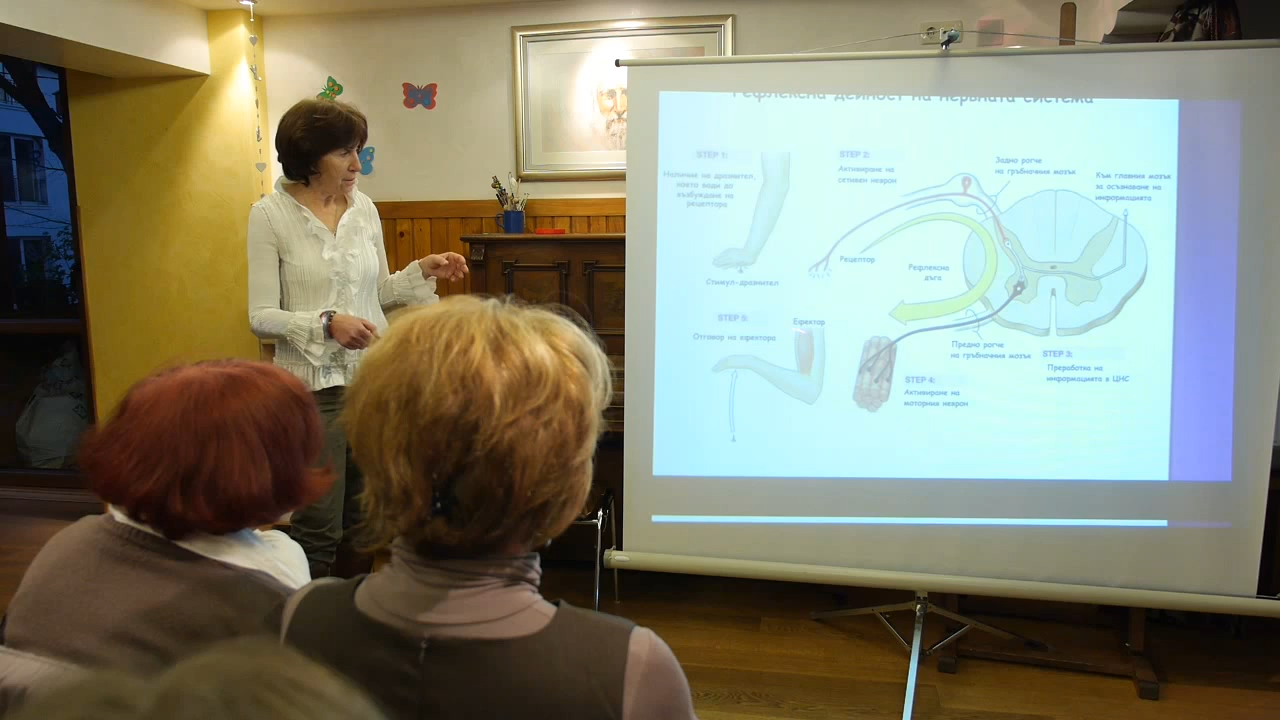 Рефлексна дейност на нервната система
STEP 1:
Наличие на дразнител,
което води до
възбуждане на
рецептора
Стимул-дразнител
STEP 2:
Активиране на
сетивен неврон
Рецептор
Задно рогче
на гръбначния мозък
Към главния мозък
за осъзнаване на
информацията
Рефлексна
дъга
Предно рогче
на гръбначния мозък
STEP 3:
Преработка на
информацията в ЦНС
STEP 4:
Активиране на
моторния неврон
STEP 5:
Отговор на ефектора
Ефектор